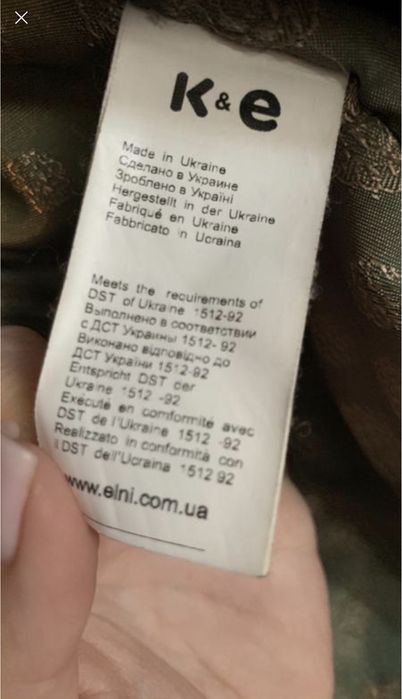 K&e
Made in Ukraine
Сделано в Украине
Зроблено в Україні
Hergestellt in der Ukraine
Fabriqué en Ukraine
Fabbricato in Ucraina
Meets the recuirements of
DST of Ukraine 1512-92
Выполнено в соответствии
с ДСТ Украины 1512- 92
Виконано відповідно до
ДСТ України 1512-92
Entspricht DST der
Ukraine 1512 -92
Execute en comformité avec
DST de l'Ukraine 1512 -92
Realizzato in conformità con
il DST dell'Ucraina 1512 92
www.elni.com.ua